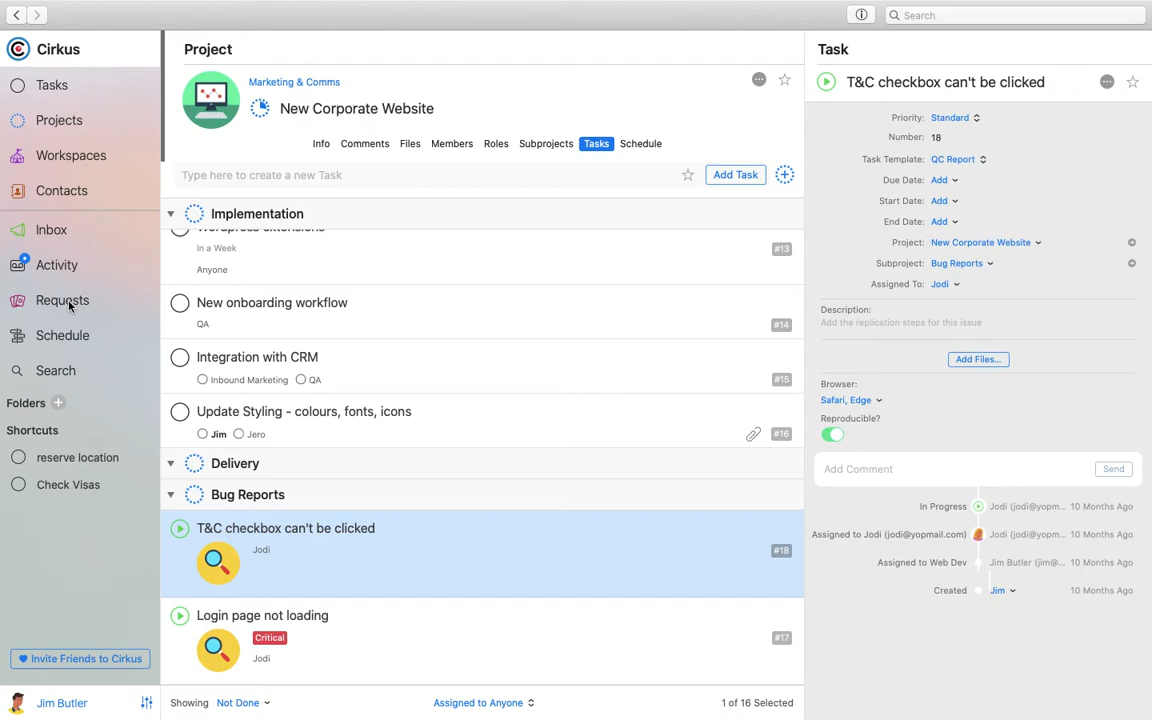 Search
Cirkus
Tasks
Projects
Workspaces
Contacts
Inbox
Activity
Requests
Schedule
Search
Folders
Shortcuts
reserve location
Check Visas
Invite Friends to Cirkus
Jim Butler
Project
Marketing & Comms
New Corporate Website
Info Comments Files Members Roles Subprojects Tasks Schedule
Type here to create a new Task Add Task
Implementation
Wordpress extensions
In a Week #13
Anyone
New onboarding workflow
QA #14
Integration with CRM
Inbound Marketing QA #15
Update Styling - colours, fonts, icons
Jim Jero #16
Delivery
Bug Reports
T&C checkbox can't be clicked
Jodi #18
Login page not loading
Critical #17
Jodi
Showing Not Done Assigned to Anyone 1 of 16 Selected
Task
T&C checkbox can't be clicked
Priority: Standard
Number: 18
Task Template: QC Report
Due Date: Add
Start Date: Add
End Date: Add
Project: New Corporate Website
Subproject: Bug Reports
Assigned To: Jodi
Description:
Add the replication steps for this issue
Add Files...
Browser:
Safari, Edge
Reproducible?
Add Comment Send
In Progress Jodi (jodi@yopm... 10 Months Ago
Assigned to Jodi (jodi@yopmail.com) Jodi (jodi@yopm... 10 Months Ago
Assigned to Web Dev Jim Butler (jim@... 10 Months Ago
Created Jim 10 Months Ago